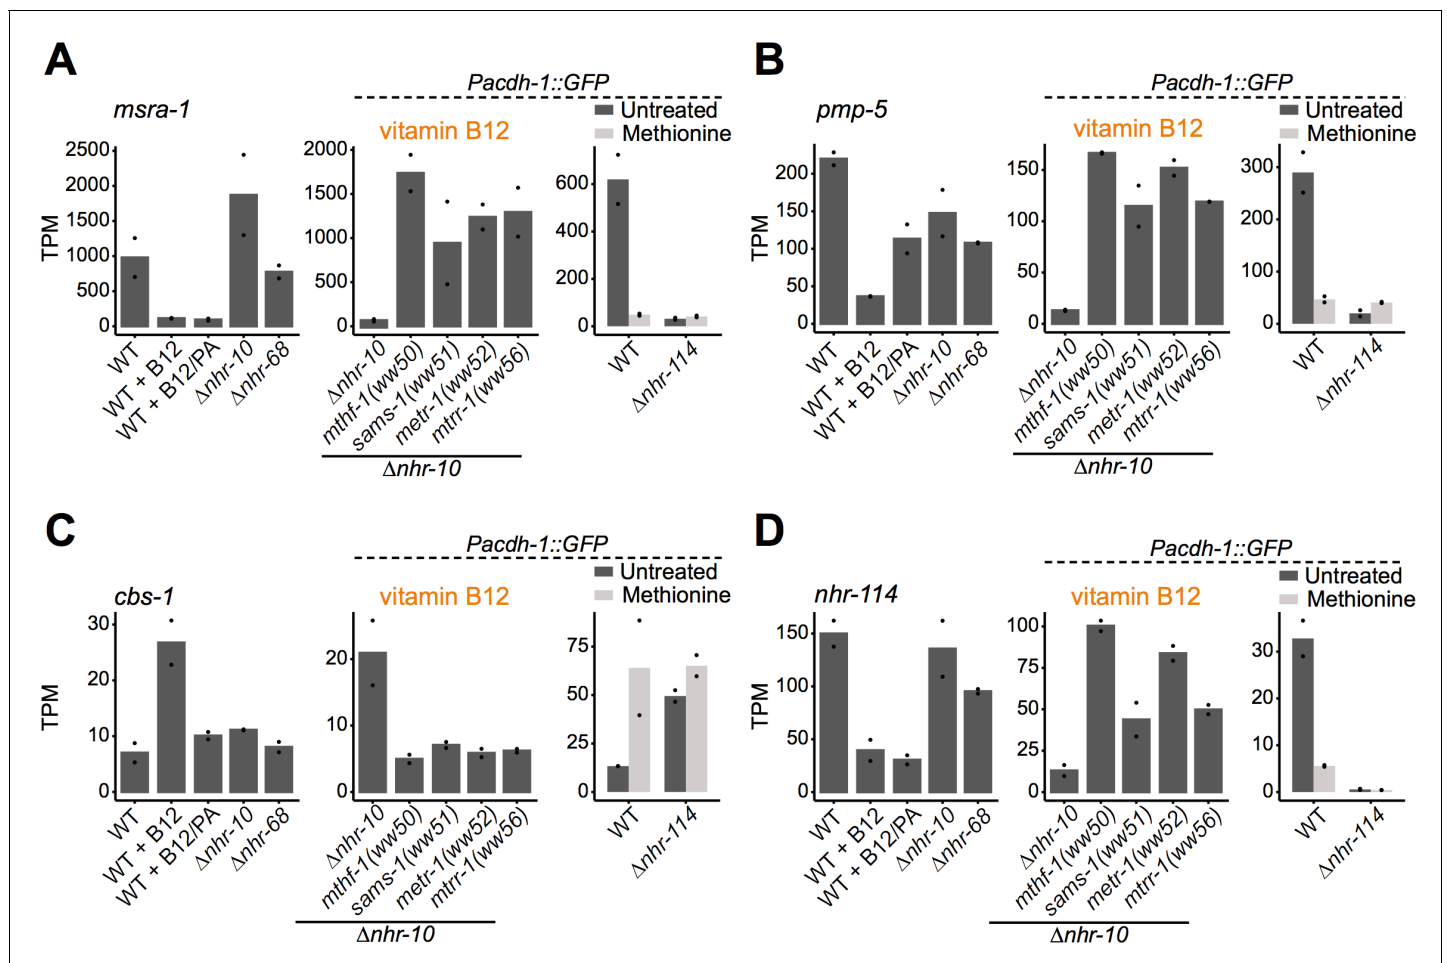 A
Pacdh-1::GFP
msra-1
vitamin B12
Untreated
Methionine
TPM
2500
2000
1500
1000
500
0
WT
WT + B12
WT + B12/PA
Δnhr-10
Δnhr-68
2000
1500
1000
500
0
Δnhr-10
mthf-1(ww50)
sams-1(ww51)
metr-1(ww52)
mtrr-1(ww56)
Δnhr-10
600
400
200
0
WT
Δnhr-114
B
Pacdh-1::GFP
pmp-5
vitamin B12
Untreated
Methionine
TPM
200
150
100
50
0
WT
WT + B12
WT + B12/PA
Δnhr-10
Δnhr-68
150
100
50
0
Δnhr-10
mthf-1(ww50)
sams-1(ww51)
metr-1(ww52)
mtrr-1(ww56)
Δnhr-10
300
200
100
0
WT
Δnhr-114
C
Pacdh-1::GFP
cbs-1
vitamin B12
Untreated
Methionine
TPM
30
20
10
0
WT
WT + B12
WT + B12/PA
Δnhr-10
Δnhr-68
20
10
0
Δnhr-10
mthf-1(ww50)
sams-1(ww51)
metr-1(ww52)
mtrr-1(ww56)
Δnhr-10
75
50
25
0
WT
Δnhr-114
D
Pacdh-1::GFP
nhr-114
vitamin B12
Untreated
Methionine
TPM
150
100
50
0
WT
WT + B12
WT + B12/PA
Δnhr-10
Δnhr-68
100
75
50
25
0
Δnhr-10
mthf-1(ww50)
sams-1(ww51)
metr-1(ww52)
mtrr-1(ww56)
Δnhr-10
30
30
10
0
WT
Δnhr-114